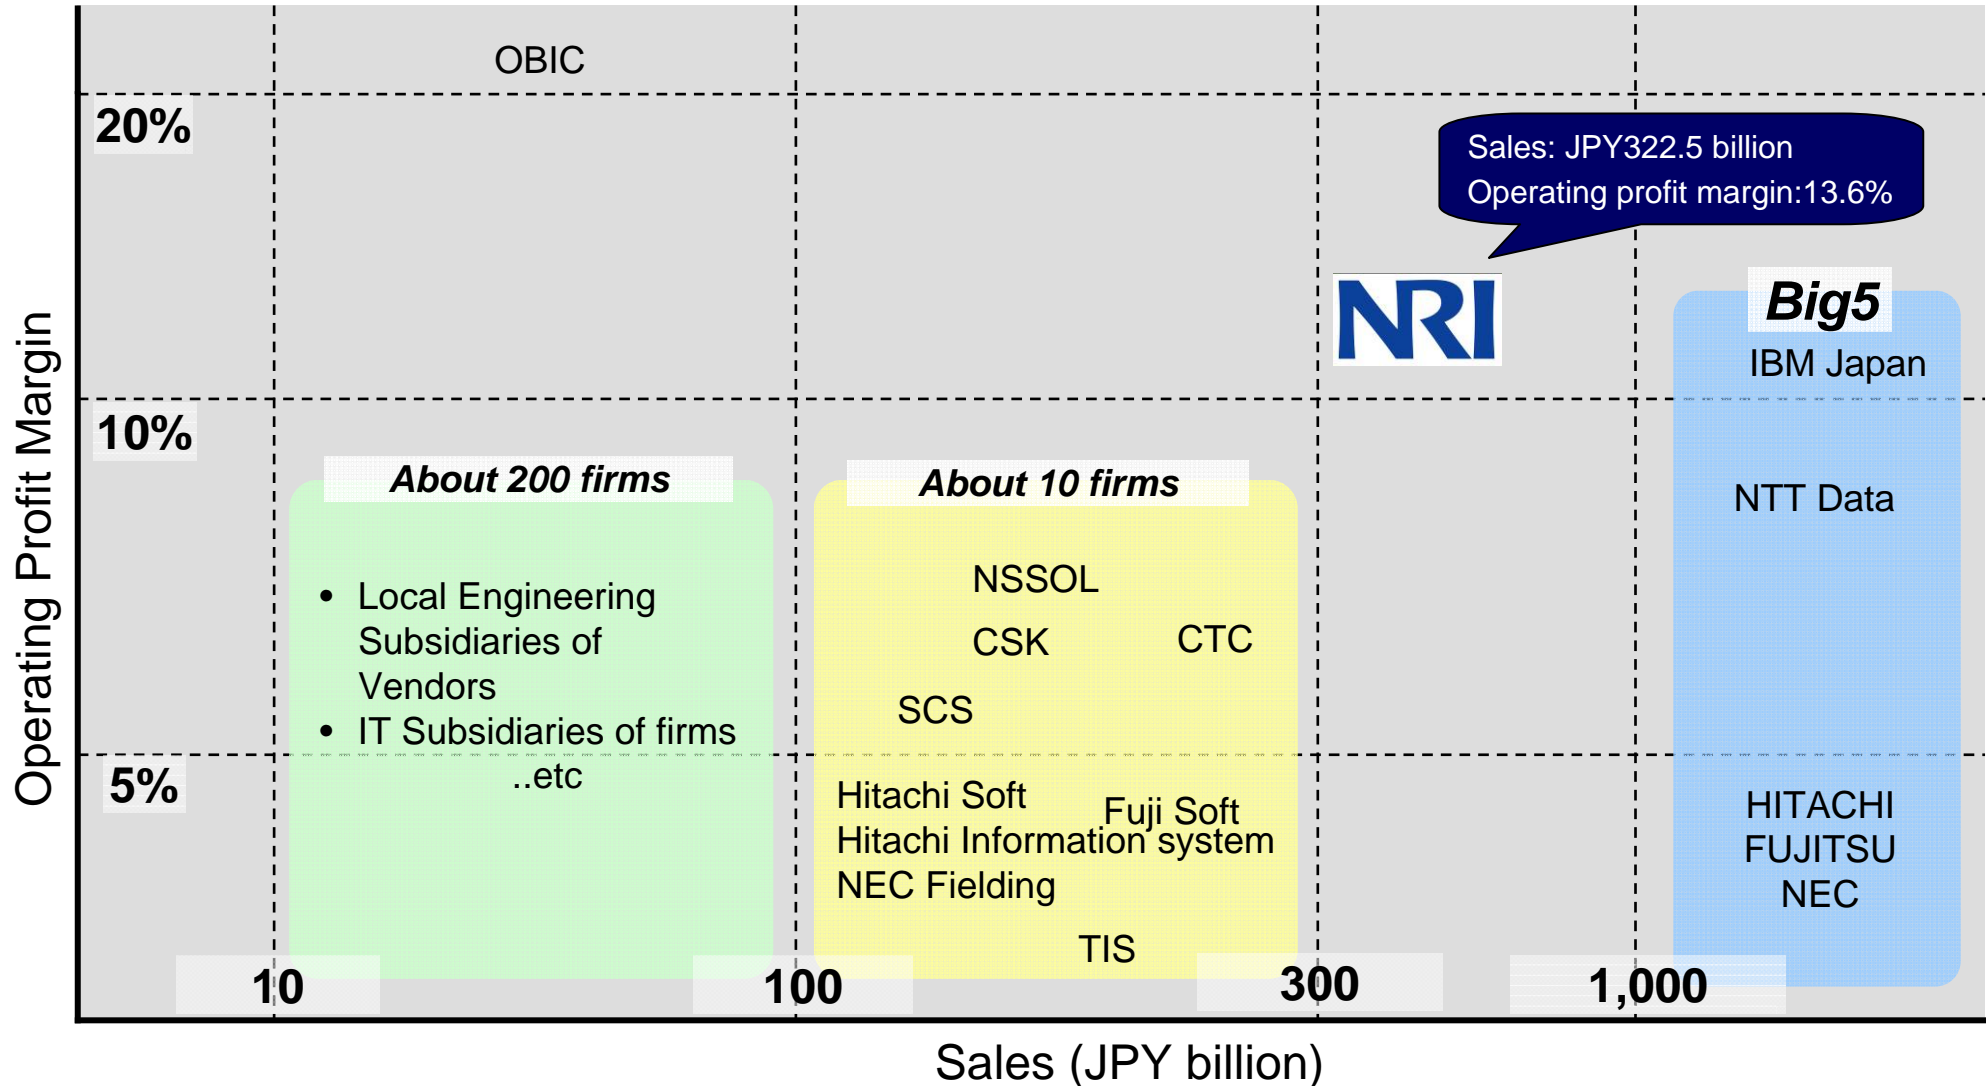 OBIC
20%
Sales: JPY322.5 billion
Operating profit margin:13.6%
NRI
Big5
IBM Japan
10%
About 200 firms
About 10 firms
NTT Data
NSSOL
• Local Engineering
Subsidiaries of
Vendors
• IT Subsidiaries of firms
..etc
CSK
CTC
SCS
5%
Hitachi Soft
Fuji Soft
Hitachi Information system
NEC Fielding
TIS
HITACHI
FUJITSU
NEC
10
100
300
1,000
Operating Profit Margin
Sales (JPY billion)